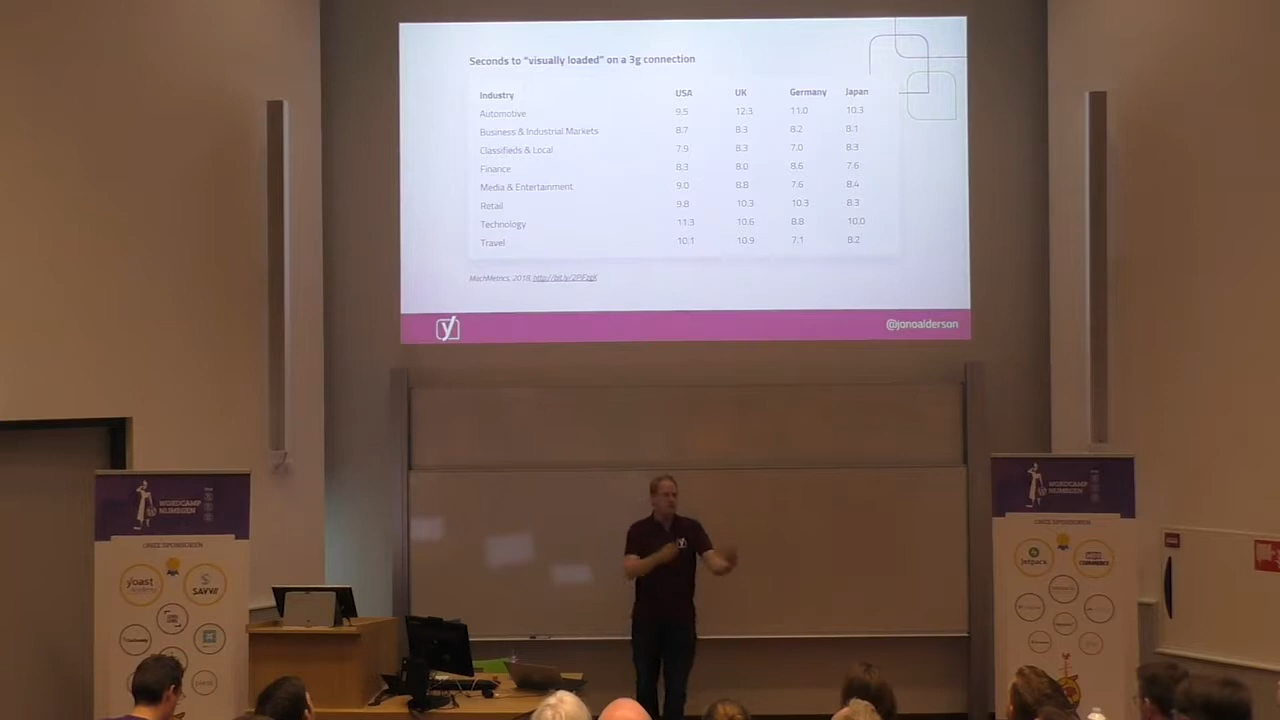 Seconds to “visually loaded” on a 3g connection
Industry USA UK Germany Japan
Automotive 9.5 12.3 11.0 10.3
Business & Industrial Markets 8.7 8.3 8.2 8.1
Classifieds & Local 7.9 8.3 7.0 8.3
Finance 8.3 8.0 8.6 7.6
Media & Entertainment 9.0 8.8 7.6 8.4
Retail 9.8 10.3 10.3 8.3
Technology 11.3 10.6 8.8 10.0
Travel 10.1 10.9 7.1 8.2
MachMetrics, 2018,
@jonoalderson
WORDCAMP
NIJMEGEN
yoast
SAVVII
GoDaddy
WORDCAMP
NIJMEGEN
Jetpack
COMMERCE